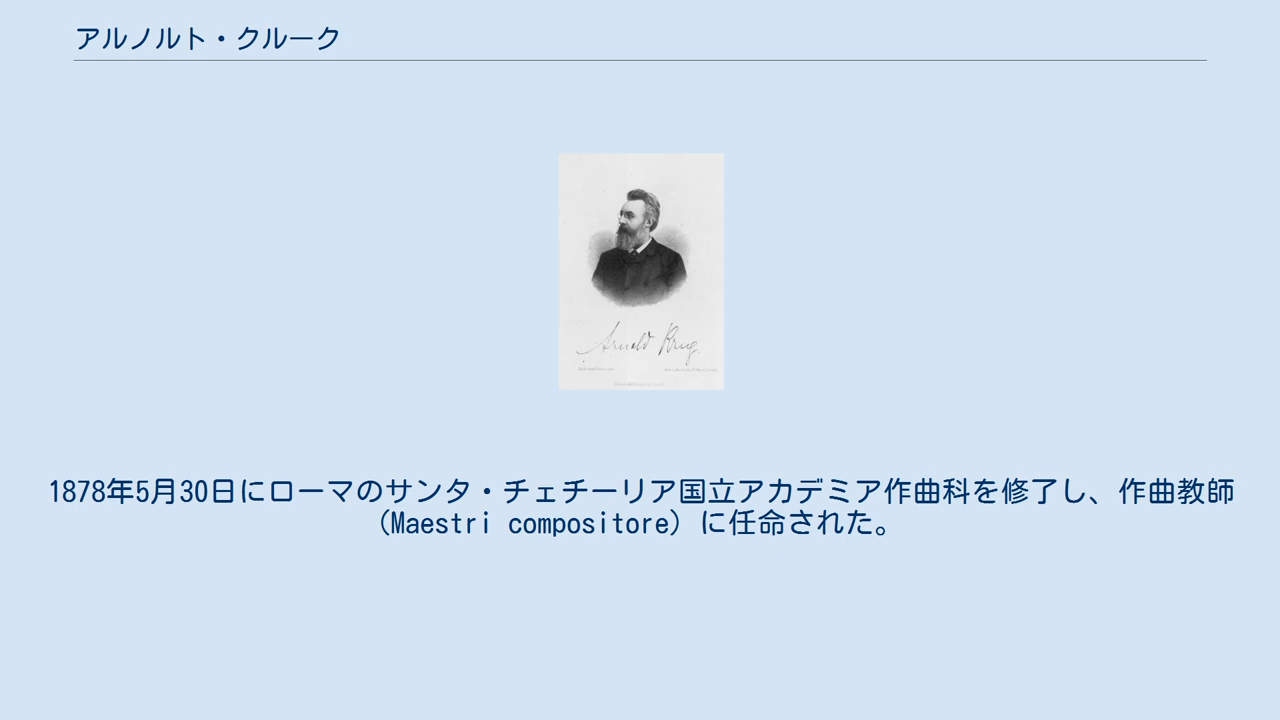 アルノルト・クルーク
Arnold Krug
1878年5月30日にローマのサンタ・チェチーリア国立アカデミア作曲科を修了し、作曲教師
（Maestri compositore）に任命された。